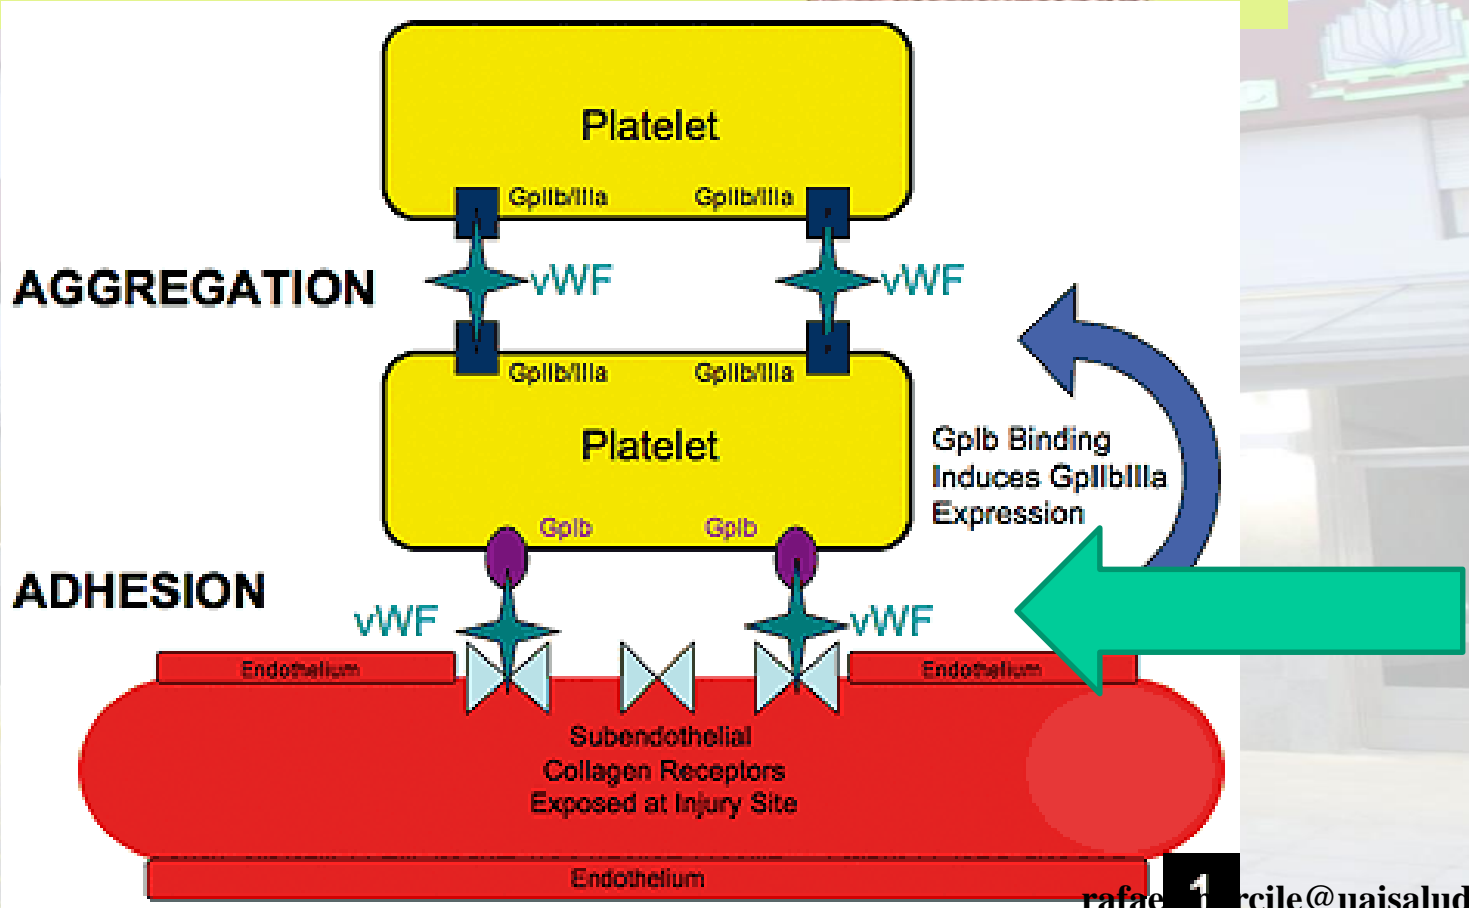 Platelet
GpIIb/IIIa GpIIb/IIIa
AGGREGATION
vWF vWF
GpIIb/IIIa GpIIb/IIIa
Platelet
GpIb Binding
Induces GpIIbIIIa
Expression
GpIb GpIb
ADHESION
vWF vWF
Endothelium Endothelium
Subendothelial
Collagen Receptors
Exposed at Injury Site
Endothelium
1